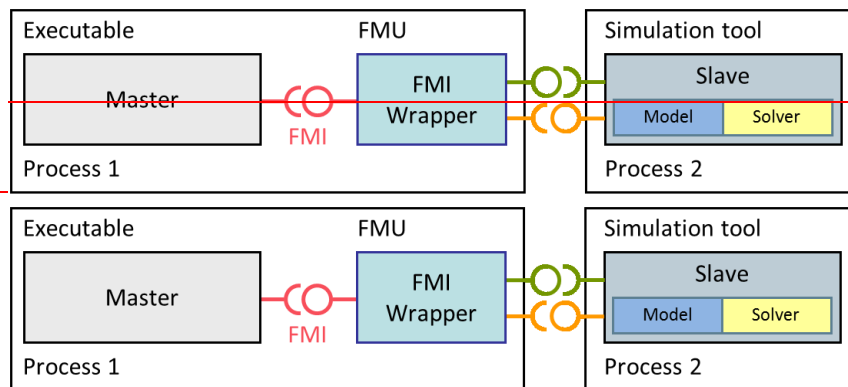 Executable
FMU
Simulation tool
Master
FMI
FMI
Wrapper
Slave
Model
Solver
Process 1
Process 2
Executable
FMU
Simulation tool
Master
FMI
FMI
Wrapper
Slave
Model
Solver
Process 1
Process 2